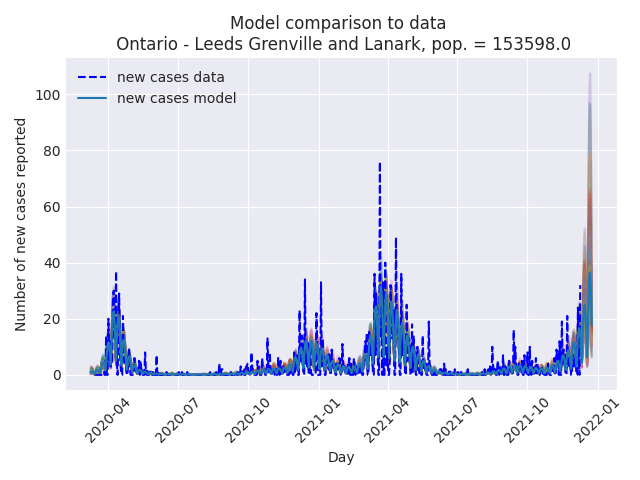 Model comparison to data
Ontario - Leeds Grenville and Lanark, pop. = 153598.0
new cases data
new cases model
Number of new cases reported
100
80
60
40
20
0
2020-04
2020-07
2020-10
2021-01
2021-04
2021-07
2021-10
2022-01
Day